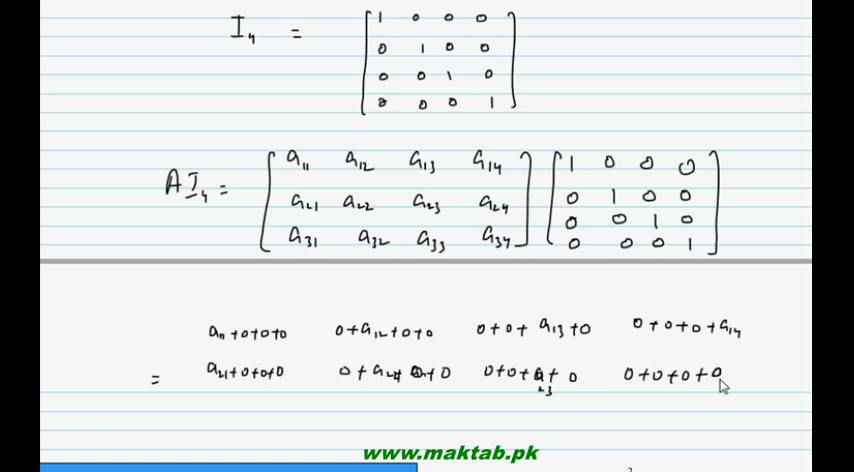 I₄ = [ 1 0 0 0
0 1 0 0
0 0 1 0
0 0 0 1 ]
AI₄ = [ a₁₁ a₁₂ a₁₃ a₁₄ ] [ 1 0 0 0 ]
a₂₁ a₂₂ a₂₃ a₂₄ 0 1 0 0
a₃₁ a₃₂ a₃₃ a₃₄ 0 0 1 0
0 0 0 1
a₁₁+0+0+0 0+a₁₂+0+0 0+0+a₁₃+0 0+0+0+a₁₄
= a₂₁+0+0+0 0+a₂₂+0+0 0+0+a₂₃+0 0+0+0+0
www.maktab.pk